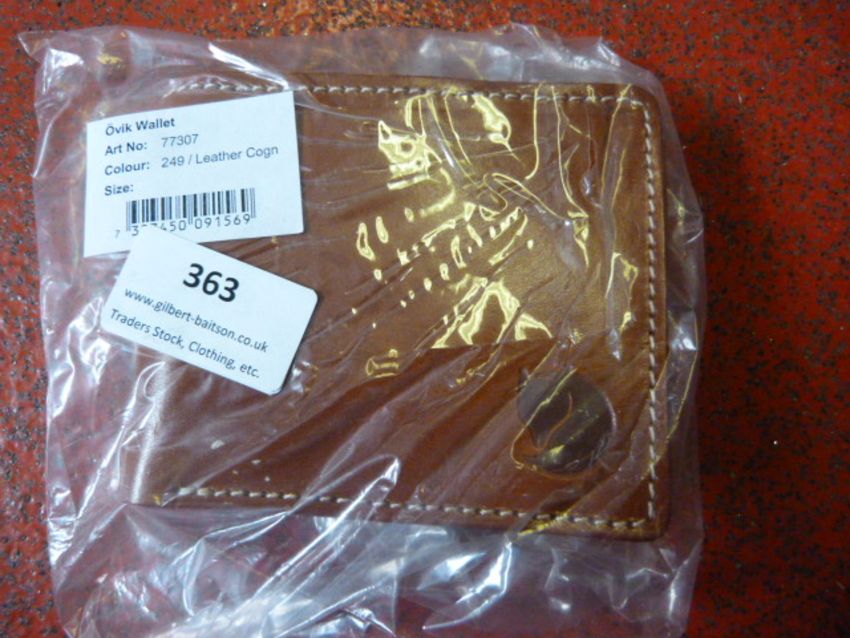 Övik Wallet
Art No: 77307
Colour: 249 / Leather Cogn
Size:
363
www.gilbert-baitson.co.uk
Traders Stock, Clothing, etc.